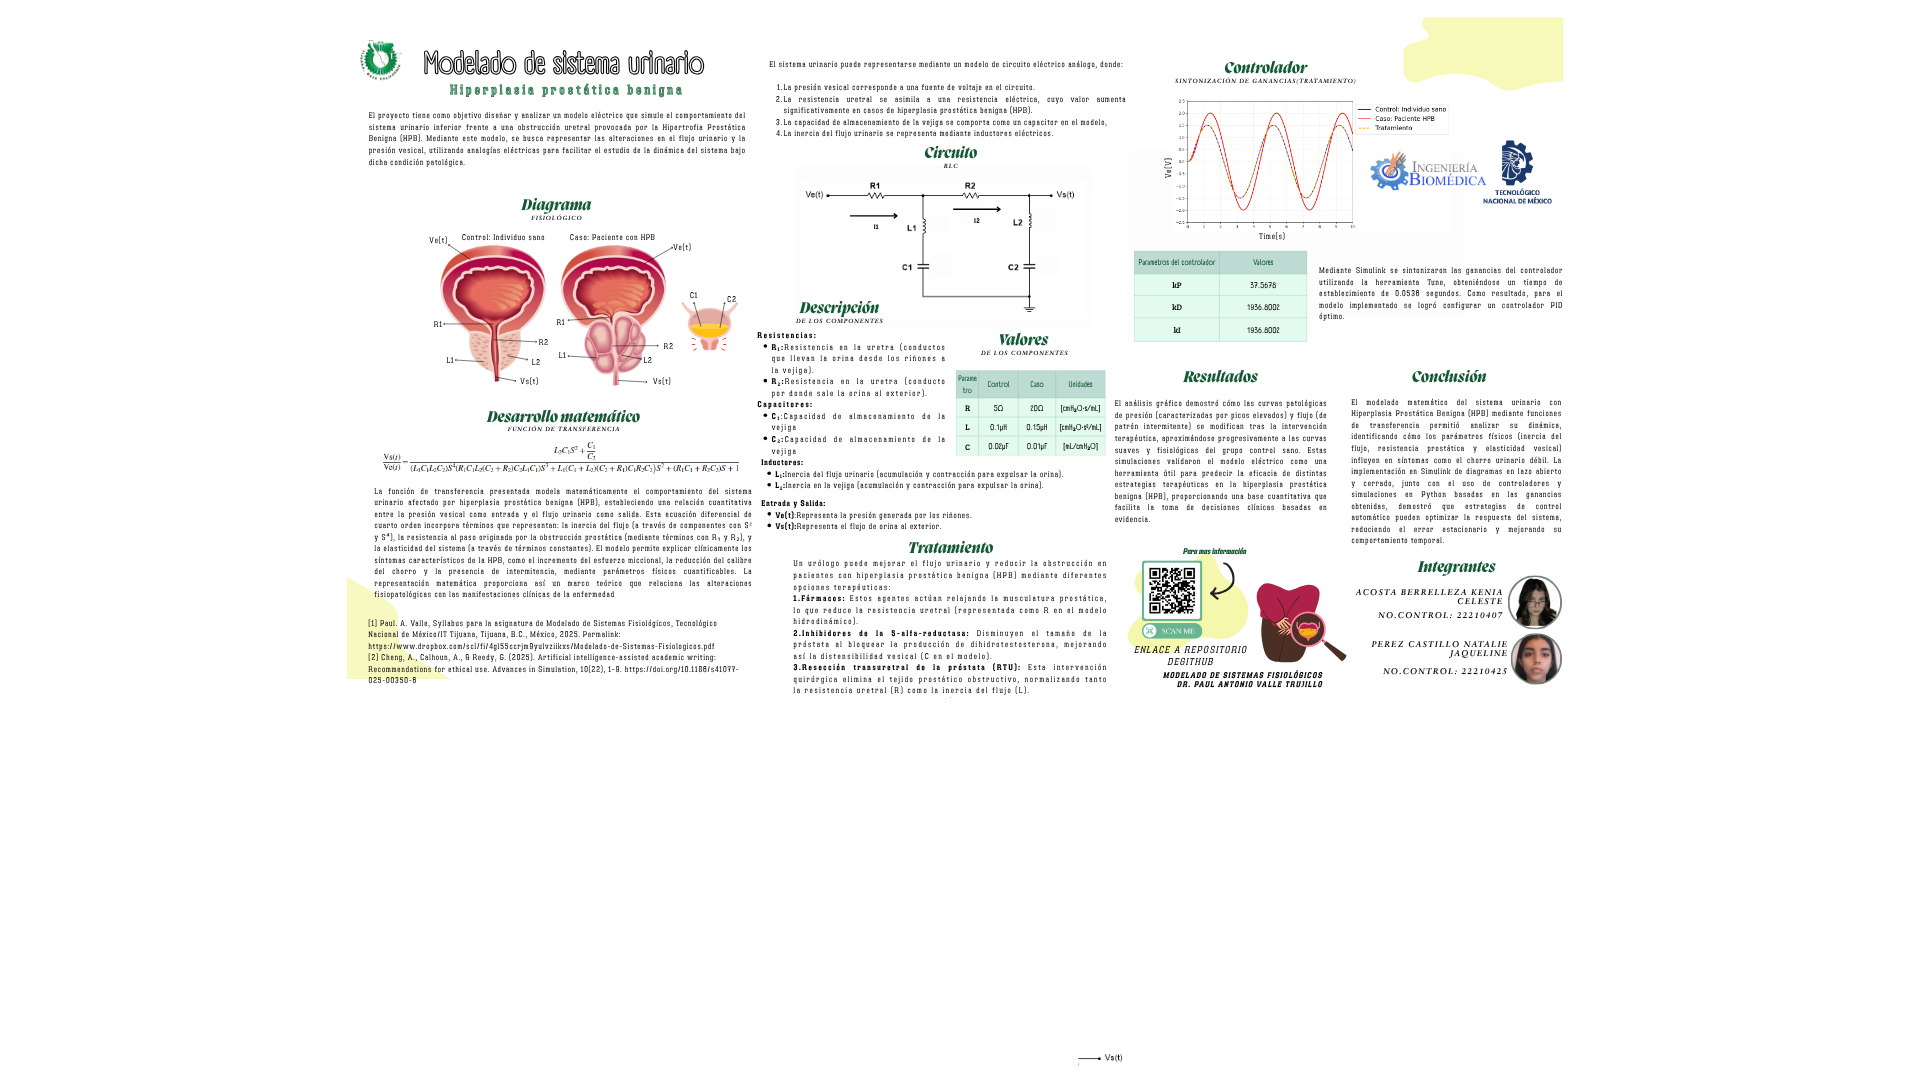 Modelado de sistema urinario
Hiperplasia prostática benigna
El proyecto tiene como objetivo diseñar y analizar un modelo eléctrico que simule el comportamiento del
sistema urinario inferior frente a una obstrucción uretral provocada por la Hipertrofia Prostática
Benigna (HPB). Mediante este modelo, se busca representar las alteraciones en el flujo urinario y la
presión vesical, utilizando analogías eléctricas para facilitar el estudio de la dinámica del sistema bajo
dicha condición patológica.
Diagrama
FISIOLÓGICO
Control: Individuo sano
Caso: Paciente con HPB
Ve(t)
Ve(t)
C1
C2
R1
R1
R2
R2
L1
L2
L1
L2
Vs(t)
Vs(t)
Desarrollo matemático
FUNCIÓN DE TRANSFERENCIA
La función de transferencia presentada modela matemáticamente el comportamiento del sistema
urinario afectado por hiperplasia prostática benigna (HPB), estableciendo una relación cuantitativa
entre la presión vesical como entrada y el flujo urinario como salida. Esta ecuación diferencial de
cuarto orden incorpora términos que representan: la inercia del flujo (a través de componentes con S²
y S⁴), la resistencia al paso originada por la obstrucción prostática (mediante términos con R₁ y R₂), y
la elasticidad del sistema (a través de términos constantes). El modelo permite explicar clínicamente los
síntomas característicos de la HPB, como el incremento del esfuerzo miccional, la reducción del calibre
del chorro y la presencia de intermitencia, mediante parámetros físicos cuantificables. La
representación matemática proporciona así un marco teórico que relaciona las alteraciones
fisiopatológicas con las manifestaciones clínicas de la enfermedad
[1] Paul. A. Valle, Syllabus para la asignatura de Modelado de Sistemas Fisiológicos, Tecnológico
Nacional de México/IT Tijuana, Tijuana, B.C., México, 2025. Permalink:
[2] Cheng, A., Calhoun, A., & Reedy, G. (2025). Artificial intelligence-assisted academic writing:
Recommendations for ethical use. Advances in Simulation, 10(22), 1-9. https://doi.org/10.1186/s41077-
025-00350-6
El sistema urinario puede representarse mediante un modelo de circuito eléctrico análogo, donde:
1.La presión vesical corresponde a una fuente de voltaje en el circuito.
2.La resistencia uretral se asimila a una resistencia eléctrica, cuyo valor aumenta
significativamente en casos de hiperplasia prostática benigna (HPB).
3.La capacidad de almacenamiento de la vejiga se comporta como un capacitor en el modelo,
4.La inercia del flujo urinario se representa mediante inductores eléctricos.
Circuito
RLC
R1
R2
Ve(t)
Vs(t)
I1
I2
L1
L2
C1
C2
Descripción
DE LOS COMPONENTES
Resistencias:
R₁:Resistencia en la uretra (conductos
que llevan la orina desde los riñones a
la vejiga).
R₂:Resistencia en la uretra (conducto
por donde sale la orina al exterior).
Capacitores:
C₁:Capacidad de almacenamiento de la
vejiga
C₂:Capacidad de almacenamiento de la
vejiga
Inductores:
L₁:Inercia del flujo urinario (acumulación y contracción para expulsar la orina).
L₂:Inercia en la vejiga (acumulación y contracción para expulsar la orina).
Entrada y Salida:
Ve(t):Representa la presión generada por los riñones.
Vs(t):Representa el flujo de orina al exterior.
Valores
DE LOS COMPONENTES
Parame
tro
Control
Caso
Unidades
R
5Ω
20Ω
[cmH₂O·s/mL]
L
0.1μH
0.15μH
[cmH₂O·s²/mL]
C
0.02μF
0.01μF
[mL/cmH₂O]
Tratamiento
Un urólogo puede mejorar el flujo urinario y reducir la obstrucción en
pacientes con hiperplasia prostática benigna (HPB) mediante diferentes
opciones terapéuticas:
1.Fármacos: Estos agentes actúan relajando la musculatura prostática,
lo que reduce la resistencia uretral (representada como R en el modelo
hidrodinámico).
2.Inhibidores de la 5-alfa-reductasa: Disminuyen el tamaño de la
próstata al bloquear la producción de dihidrotestosterona, mejorando
así la distensibilidad vesical (C en el modelo).
3.Resección transuretral de la próstata (RTU): Esta intervención
quirúrgica elimina el tejido prostático obstructivo, normalizando tanto
la resistencia uretral (R) como la inercia del flujo (L).
Controlador
SINTONIZACIÓN DE GANANCIAS(TRATAMIENTO)
Ve(V)
Time(s)
2.5
2.0
1.5
1.0
0.5
0.0
-0.5
-1.0
-1.5
-2.0
-2.5
0 1 2 3 4 5 6 7 8 9 10
Control: Individuo sano
Caso: Paciente HPB
Tratamiento
INGENIERÍA
BIOMÉDICA
TECNOLÓGICO
NACIONAL DE MÉXICO
Parametros del controlador
Valores
kP
37.5678
kD
1936.8002
kI
1936.8002
Mediante Simulink se sintonizaron las ganancias del controlador
utilizando la herramienta Tune, obteniéndose un tiempo de
establecimiento de 0.0538 segundos. Como resultado, para el
modelo implementado se logró configurar un controlador PID
óptimo.
Resultados
El análisis gráfico demostró cómo las curvas patológicas
de presión (caracterizadas por picos elevados) y flujo (de
patrón intermitente) se modifican tras la intervención
terapéutica, aproximándose progresivamente a las curvas
suaves y fisiológicas del grupo control sano. Estas
simulaciones validaron el modelo eléctrico como una
herramienta útil para predecir la eficacia de distintas
estrategias terapéuticas en la hiperplasia prostática
benigna (HPB), proporcionando una base cuantitativa que
facilita la toma de decisiones clínicas basadas en
evidencia.
Conclusión
El modelado matemático del sistema urinario con
Hiperplasia Prostática Benigna (HPB) mediante funciones
de transferencia permitió analizar su dinámica,
identificando cómo los parámetros físicos (inercia del
flujo, resistencia prostática y elasticidad vesical)
influyen en síntomas como el chorro urinario débil. La
implementación en Simulink de diagramas en lazo abierto
y cerrado, junto con el uso de controladores y
simulaciones en Python basadas en las ganancias
obtenidas, demostró que estrategias de control
automático pueden optimizar la respuesta del sistema,
reduciendo el error estacionario y mejorando su
comportamiento temporal.
Para mas información
SCAN ME
ENLACE A REPOSITORIO
DEGITHUB
MODELADO DE SISTEMAS FISIOLÓGICOS
DR. PAUL ANTONIO VALLE TRUJILLO
Integrantes
ACOSTA BERRELLEZA KENIA
CELESTE
NO.CONTROL: 22210407
PEREZ CASTILLO NATALIE
JAQUELINE
NO.CONTROL: 22210425
Vs(t)